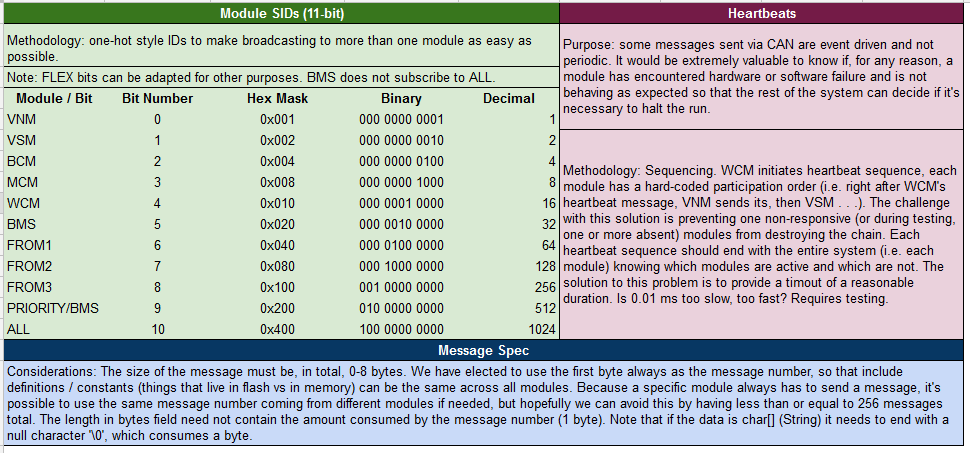 Module SIDs (11-bit)
Methodology: one-hot style IDs to make broadcasting to more than one module as easy as
possible.
Note: FLEX bits can be adapted for other purposes. BMS does not subscribe to ALL.
Module / Bit Bit Number Hex Mask Binary Decimal
VNM 0 0x001 000 0000 0001 1
VSM 1 0x002 000 0000 0010 2
BCM 2 0x004 000 0000 0100 4
MCM 3 0x008 000 0000 1000 8
WCM 4 0x010 000 0001 0000 16
BMS 5 0x020 000 0010 0000 32
FROM1 6 0x040 000 0100 0000 64
FROM2 7 0x080 000 1000 0000 128
FROM3 8 0x100 001 0000 0000 256
PRIORITY/BMS 9 0x200 010 0000 0000 512
ALL 10 0x400 100 0000 0000 1024
Heartbeats
Purpose: some messages sent via CAN are event driven and not
periodic. It would be extremely valuable to know if, for any reason, a
module has encountered hardware or software failure and is not
behaving as expected so that the rest of the system can decide if it's
necessary to halt the run.
Methodology: Sequencing. WCM initiates heartbeat sequence, each
module has a hard-coded participation order (i.e. right after WCM's
heartbeat message, VNM sends its, then VSM . . .). The challenge
with this solution is preventing one non-responsive (or during testing,
one or more absent) modules from destroying the chain. Each
heartbeat sequence should end with the entire system (i.e. each
module) knowing which modules are active and which are not. The
solution to this problem is to provide a timout of a reasonable
duration. Is 0.01 ms too slow, too fast? Requires testing.
Message Spec
Considerations: The size of the message must be, in total, 0-8 bytes. We have elected to use the first byte always as the message number, so that include
definitions / constants (things that live in flash vs in memory) can be the same across all modules. Because a specific module always has to send a message, it's
possible to use the same message number coming from different modules if needed, but hopefully we can avoid this by having less than or equal to 256 messages
total. The length in bytes field need not contain the amount consumed by the message number (1 byte). Note that if the data is char[] (String) it needs to end with a
null character '\0', which consumes a byte.